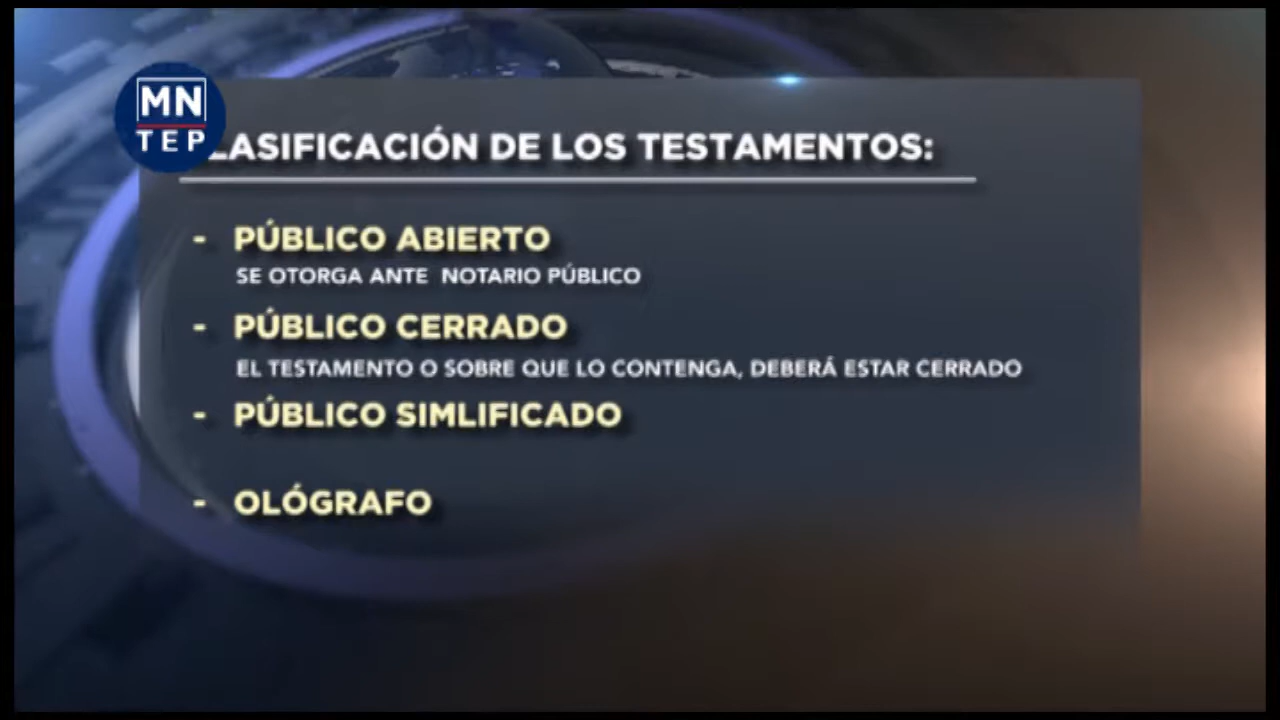 MN
TEP
LASIFICACIÓN DE LOS TESTAMENTOS:
- PÚBLICO ABIERTO
SE OTORGA ANTE NOTARIO PÚBLICO
- PÚBLICO CERRADO
EL TESTAMENTO O SOBRE QUE LO CONTENGA, DEBERÁ ESTAR CERRADO
- PÚBLICO SIMLIFICADO
- OLÓGRAFO